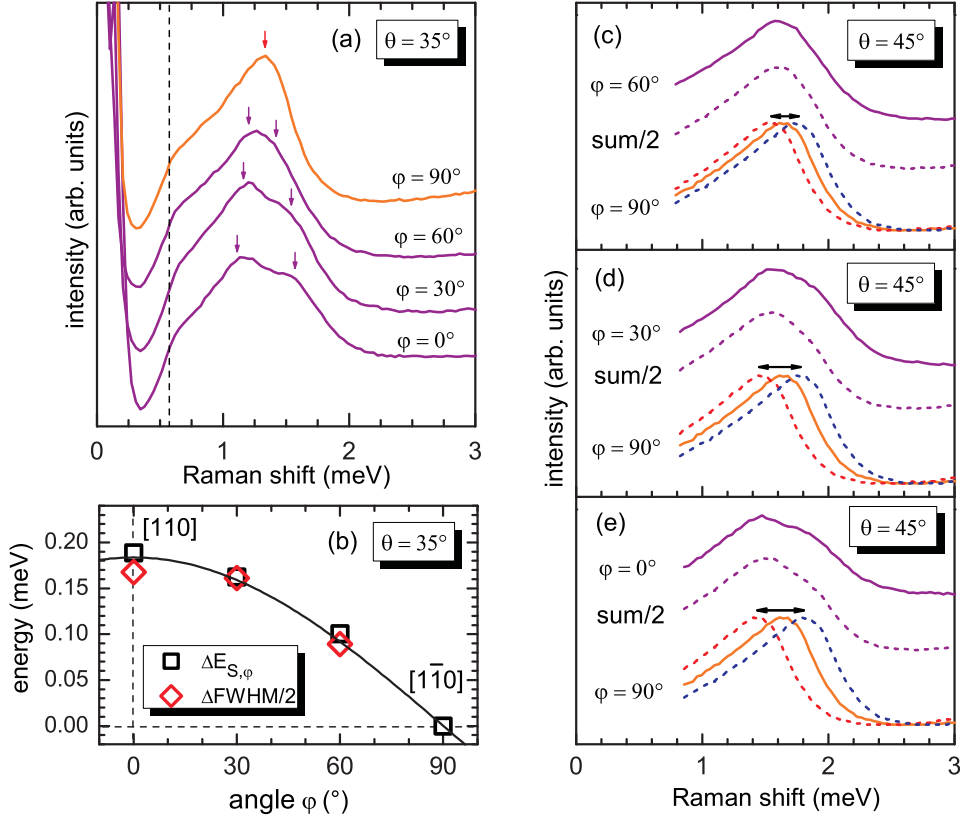 (a)
θ = 35°
φ = 90°
φ = 60°
φ = 30°
φ = 0°
intensity (arb. units)
0 1 2 3
Raman shift (meV)
(b)
θ = 35°
[110]
[11̄0]
ΔE_S,φ
ΔFWHM/2
0.20
0.15
0.10
0.05
0.00
energy (meV)
0 30 60 90
angle φ (°)
(c)
θ = 45°
φ = 60°
sum/2
φ = 90°
(d)
θ = 45°
φ = 30°
sum/2
φ = 90°
(e)
θ = 45°
φ = 0°
sum/2
φ = 90°
intensity (arb. units)
0 1 2 3
Raman shift (meV)